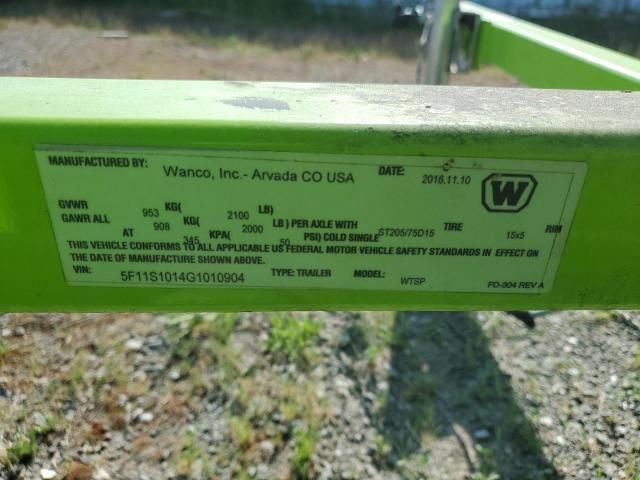 MANUFACTURED BY: Wanco, Inc.- Arvada CO USA DATE: 2016.11.10
W
GVWR 953 KG( 2100 LB)
GAWR ALL 908 KG( 2000 LB) PER AXLE WITH ST205/75D15 TIRE 15x5 RIM
AT 345 KPA( 50 PSI) COLD SINGLE
THIS VEHICLE CONFORMS TO ALL APPLICABLE FEDERAL MOTOR VEHICLE SAFETY STANDARDS IN EFFECT ON
THE DATE OF MANUFACTURE SHOWN ABOVE.
VIN: 5F11S1014G1010904 TYPE: TRAILER MODEL: WTSP FD-304 REV A